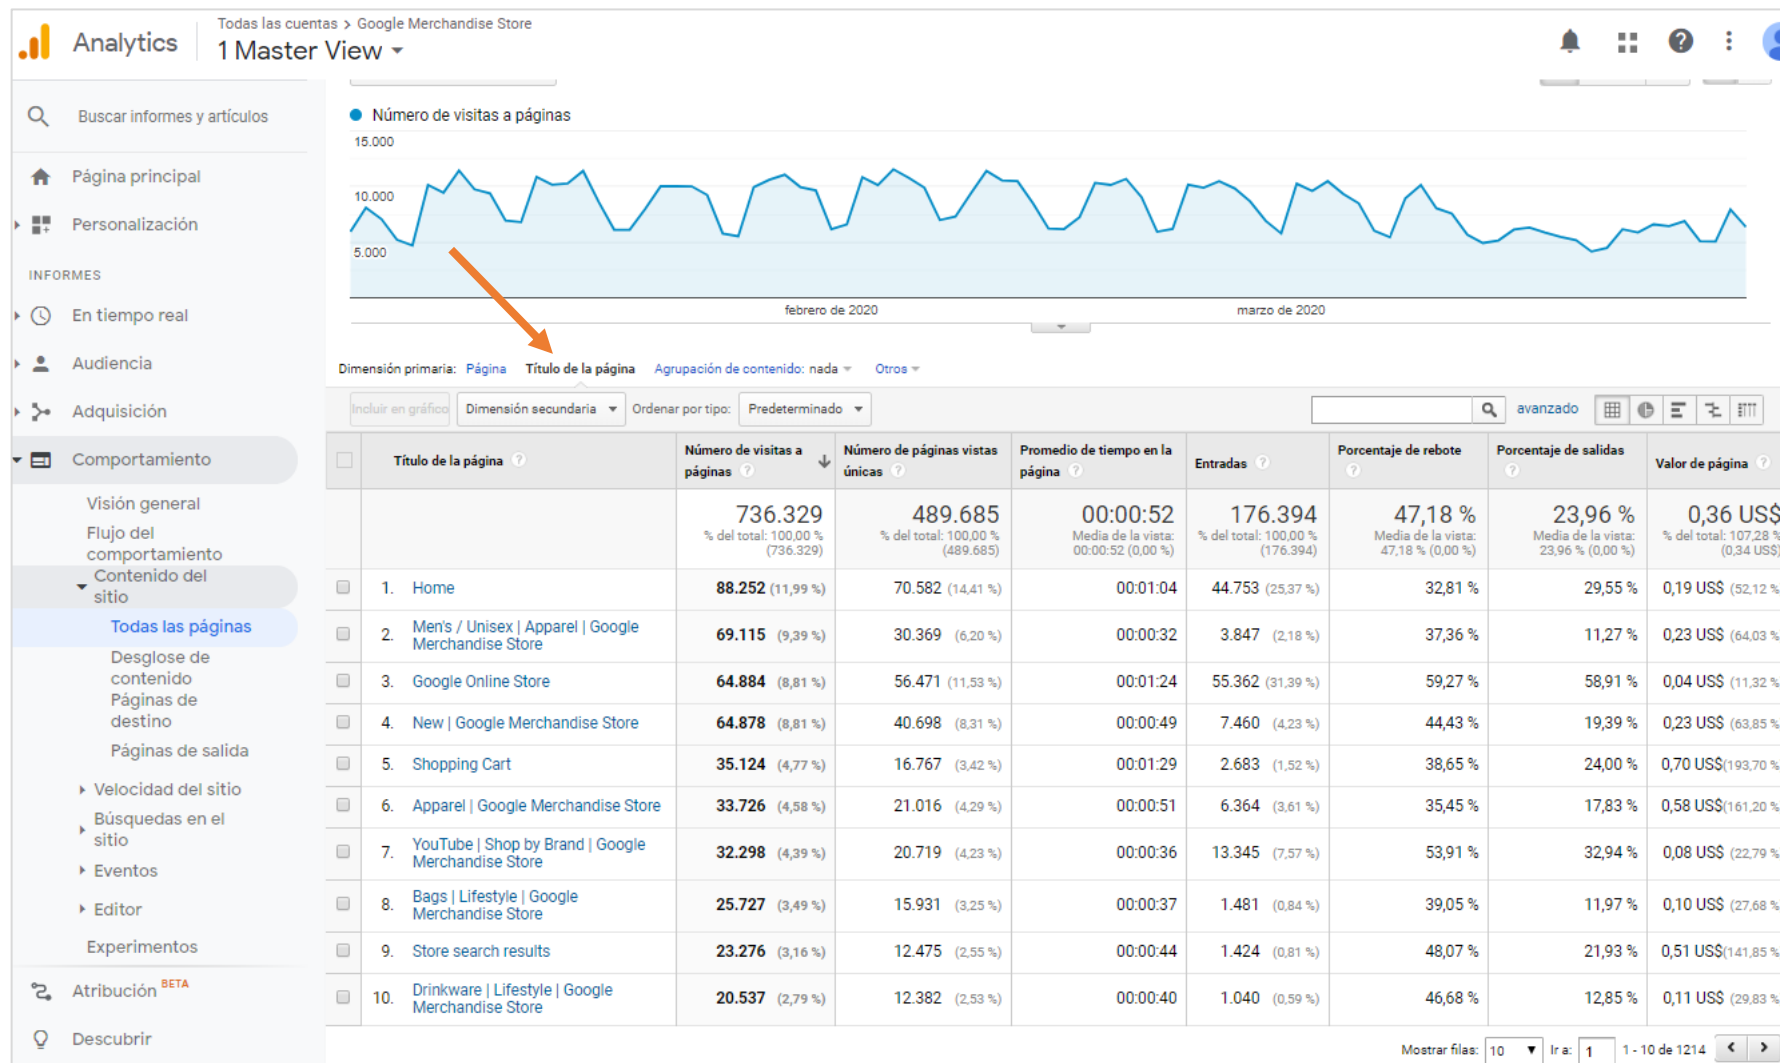 Todas las cuentas > Google Merchandise Store
Analytics
1 Master View
Buscar informes y artículos
Página principal
Personalización
INFORMES
En tiempo real
Audiencia
Adquisición
Comportamiento
Visión general
Flujo del
comportamiento
Contenido del
sitio
Todas las páginas
Desglose de
contenido
Páginas de
destino
Páginas de salida
Velocidad del sitio
Búsquedas en el
sitio
Eventos
Editor
Experimentos
Atribución BETA
Descubrir
Número de visitas a páginas
15.000
10.000
5.000
febrero de 2020 marzo de 2020
Dimensión primaria: Página Título de la página Agrupación de contenido: nada Otros
Incluir en gráfico Dimensión secundaria Ordenar por tipo: Predeterminado avanzado
Título de la página ? Número de visitas a páginas ? Número de páginas vistas únicas ? Promedio de tiempo en la página ? Entradas ? Porcentaje de rebote ? Porcentaje de salidas ? Valor de página ?
736.329 489.685 00:00:52 176.394 47,18 % 23,96 % 0,36 US$
% del total: 100,00 % % del total: 100,00 % Media de la vista: % del total: 100,00 % Media de la vista: Media de la vista: % del total: 107,28 %
(736.329) (489.685) 00:00:52 (0,00 %) (176.394) 47,18 % (0,00 %) 23,96 % (0,00 %) (0,34 US$)
1. Home 88.252 (11,99 %) 70.582 (14,41 %) 00:01:04 44.753 (25,37 %) 32,81 % 29,55 % 0,19 US$ (52,12 %
2. Men's / Unisex | Apparel | Google Merchandise Store 69.115 (9,39 %) 30.369 (6,20 %) 00:00:32 3.847 (2,18 %) 37,36 % 11,27 % 0,23 US$ (64,03 %
3. Google Online Store 64.884 (8,81 %) 56.471 (11,53 %) 00:01:24 55.362 (31,39 %) 59,27 % 58,91 % 0,04 US$ (11,32 %
4. New | Google Merchandise Store 64.878 (8,81 %) 40.698 (8,31 %) 00:00:49 7.460 (4,23 %) 44,43 % 19,39 % 0,23 US$ (63,85 %
5. Shopping Cart 35.124 (4,77 %) 16.767 (3,42 %) 00:01:29 2.683 (1,52 %) 38,65 % 24,00 % 0,70 US$(193,70 %
6. Apparel | Google Merchandise Store 33.726 (4,58 %) 21.016 (4,29 %) 00:00:51 6.364 (3,61 %) 35,45 % 17,83 % 0,58 US$(161,20 %
7. YouTube | Shop by Brand | Google Merchandise Store 32.298 (4,39 %) 20.719 (4,23 %) 00:00:36 13.345 (7,57 %) 53,91 % 32,94 % 0,08 US$ (22,79 %
8. Bags | Lifestyle | Google Merchandise Store 25.727 (3,49 %) 15.931 (3,25 %) 00:00:37 1.481 (0,84 %) 39,05 % 11,97 % 0,10 US$ (27,68 %
9. Store search results 23.276 (3,16 %) 12.475 (2,55 %) 00:00:44 1.424 (0,81 %) 48,07 % 21,93 % 0,51 US$(141,85 %
10. Drinkware | Lifestyle | Google Merchandise Store 20.537 (2,79 %) 12.382 (2,53 %) 00:00:40 1.040 (0,59 %) 46,68 % 12,85 % 0,11 US$ (29,83 %
Mostrar filas: 10 Ir a: 1 1 - 10 de 1214